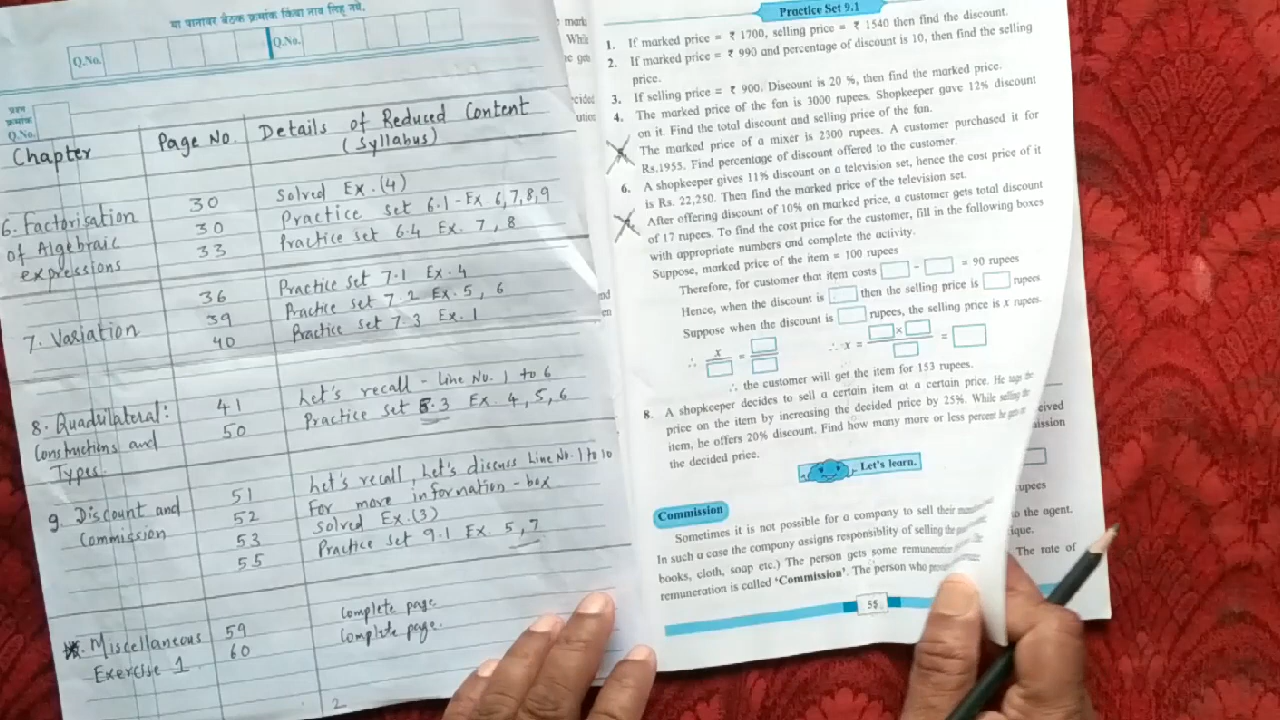 या पानावर बैठक क्रमांक किंवा नाव लिहू नये.
Q.No.
Q.No.
प्रश्न
क्रमांक
Q.No.
Chapter
Page No.
Details of Reduced Content
(Syllabus)
6. Factorisation
of Algebraic
expressions
30
Solved Ex. (4)
30
Practice set 6.1 - Ex 6, 7, 8, 9
33
Practice set 6.4 Ex. 7, 8
7. Variation
36
Practice set 7.1 Ex. 4
39
Practice set 7.2 Ex. 5, 6
40
Practice set 7.3 Ex. 1
8. Quadrilateral:
Constructions and
Types.
41
Let's recall - Line No. 1 to 6
50
Practice set 8.3 Ex. 4, 5, 6
9. Discount and
Commission
51
Let's recall, Let's discuss Line No. 1 to 10
52
For more information - box
53
Solved Ex. (3)
55
Practice set 9.1 Ex. 5, 7
Miscellaneous
Exercise 1.
59
Complete page
60
Complete page.
2
Practice Set 9.1
1. If marked price = ₹ 1700, selling price = ₹ 1540 then find the discount.
2. If marked price = ₹ 990 and percentage of discount is 10, then find the selling
price.
3. If selling price = ₹ 900. Discount is 20 %, then find the marked price.
4. The marked price of the fan is 3000 rupees. Shopkeeper gave 12% discount
on it. Find the total discount and selling price of the fan.
The marked price of a mixer is 2300 rupees. A customer purchased it for
Rs.1955. Find percentage of discount offered to the customer.
6. A shopkeeper gives 11% discount on a television set, hence the cost price of it
is Rs. 22,250. Then find the marked price of the television set.
After offering discount of 10% on marked price, a customer gets total discount
of 17 rupees. To find the cost price for the customer, fill in the following boxes
with appropriate numbers and complete the activity.
Suppose, marked price of the item = 100 rupees
Therefore, for customer that item costs - = 90 rupees
Hence, when the discount is then the selling price is rupees
Suppose when the discount is rupees, the selling price is x rupees.
∴ x = ∴ x = × =
∴ the customer will get the item for 153 rupees.
8. A shopkeeper decides to sell a certain item at a certain price. He tags the
price on the item by increasing the decided price by 25%. While selling the
item, he offers 20% discount. Find how many more or less percent he gets
the decided price.
Let's learn.
Commission
Sometimes it is not possible for a company to sell their
In such a case the company assigns responsiblity of selling the
books, cloth, soap etc.) The person gets some remuneration
remuneration is called 'Commission'. The person who
55
upees
to the agent.
The rate of